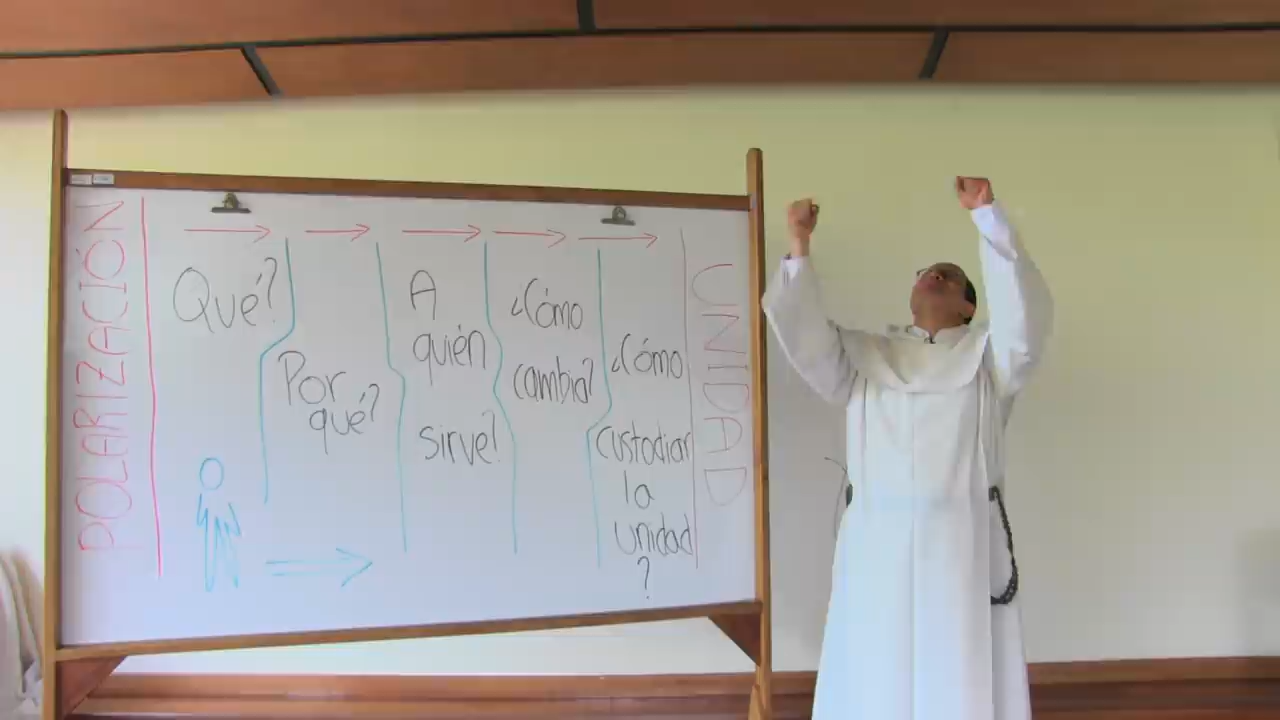 POLARIZACIÓN
Qué?
Por
qué?
A
quién
sirve?
¿Cómo
cambia?
¿Cómo
custodiar
la
unidad
?
UNIDAD